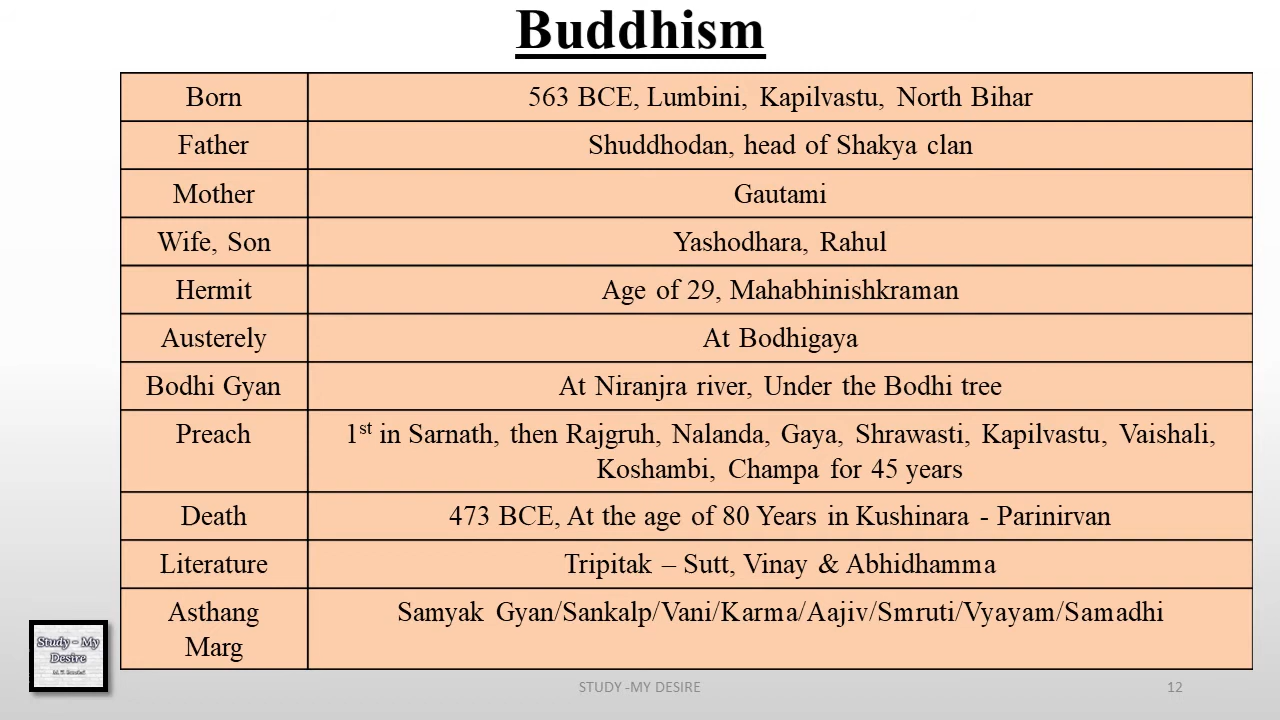 Buddhism
Born 563 BCE, Lumbini, Kapilvastu, North Bihar
Father Shuddhodan, head of Shakya clan
Mother Gautami
Wife, Son Yashodhara, Rahul
Hermit Age of 29, Mahabhinishkraman
Austerely At Bodhigaya
Bodhi Gyan At Niranjra river, Under the Bodhi tree
Preach 1st in Sarnath, then Rajgruh, Nalanda, Gaya, Shrawasti, Kapilvastu, Vaishali,
Koshambi, Champa for 45 years
Death 473 BCE, At the age of 80 Years in Kushinara - Parinirvan
Literature Tripitak – Sutt, Vinay & Abhidhamma
Asthang Samyak Gyan/Sankalp/Vani/Karma/Aajiv/Smruti/Vyayam/Samadhi
Marg
Study - My
Desire
STUDY -MY DESIRE 12